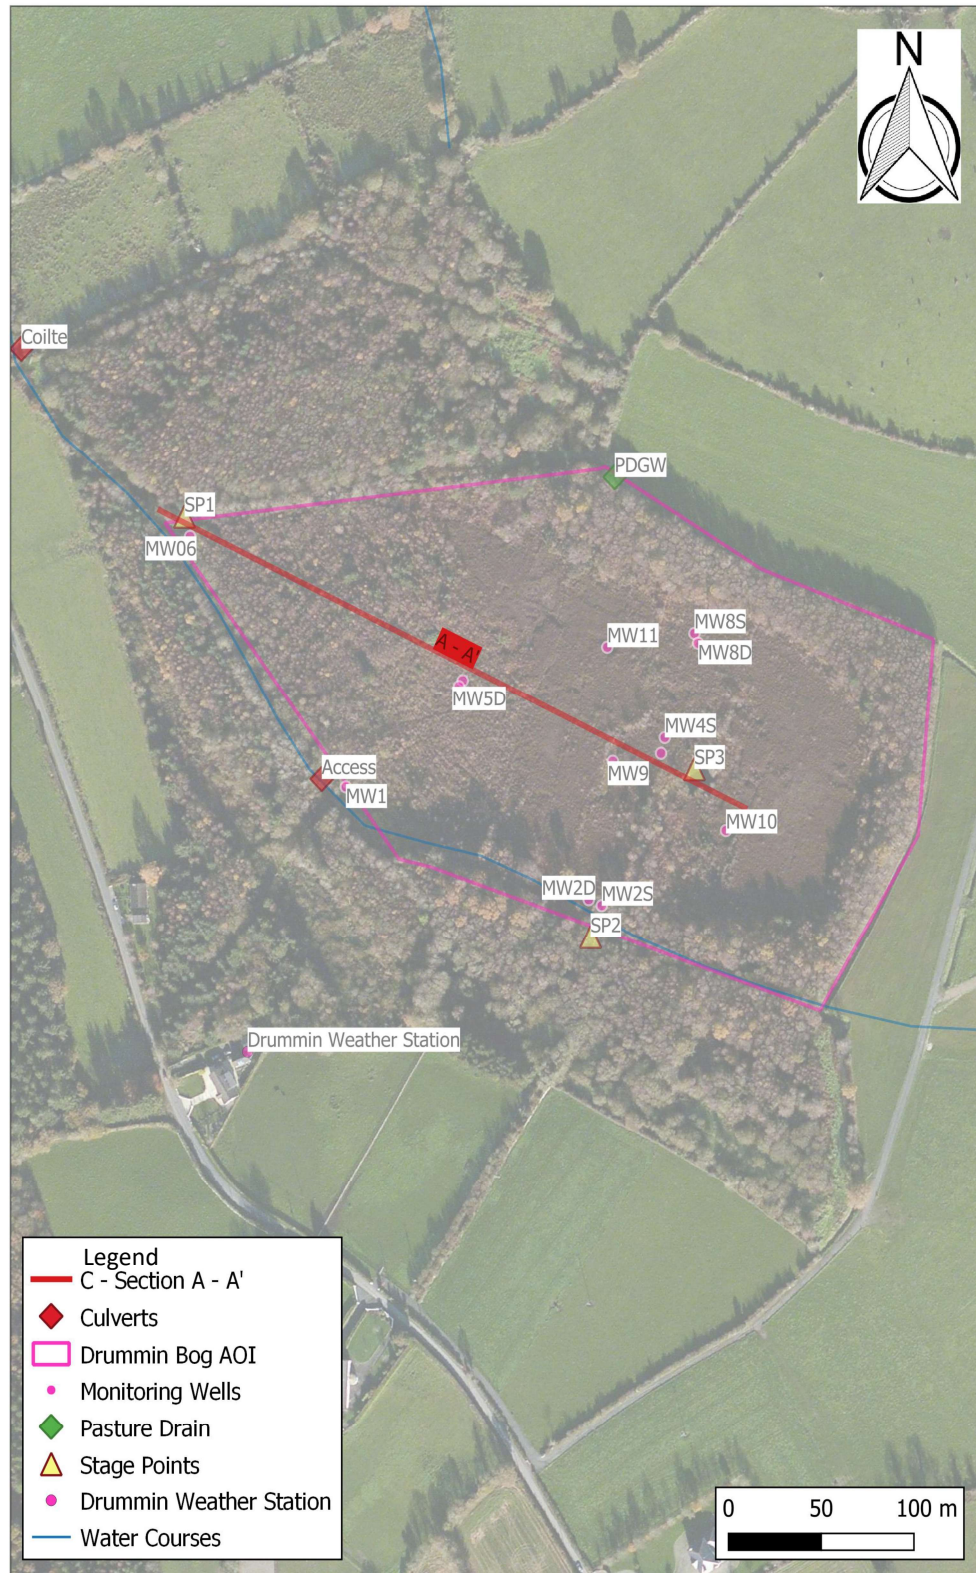 N
Coilte
PDGW
SP1
MW06
MW8S
MW11
MW8D
A - A'
MW5D
MW4S
SP3
MW9
Access
MW1
MW10
MW2D
MW2S
SP2
Drummin Weather Station
Legend
C - Section A - A'
Culverts
Drummin Bog AOI
Monitoring Wells
Pasture Drain
Stage Points
Drummin Weather Station
Water Courses
0 50 100 m